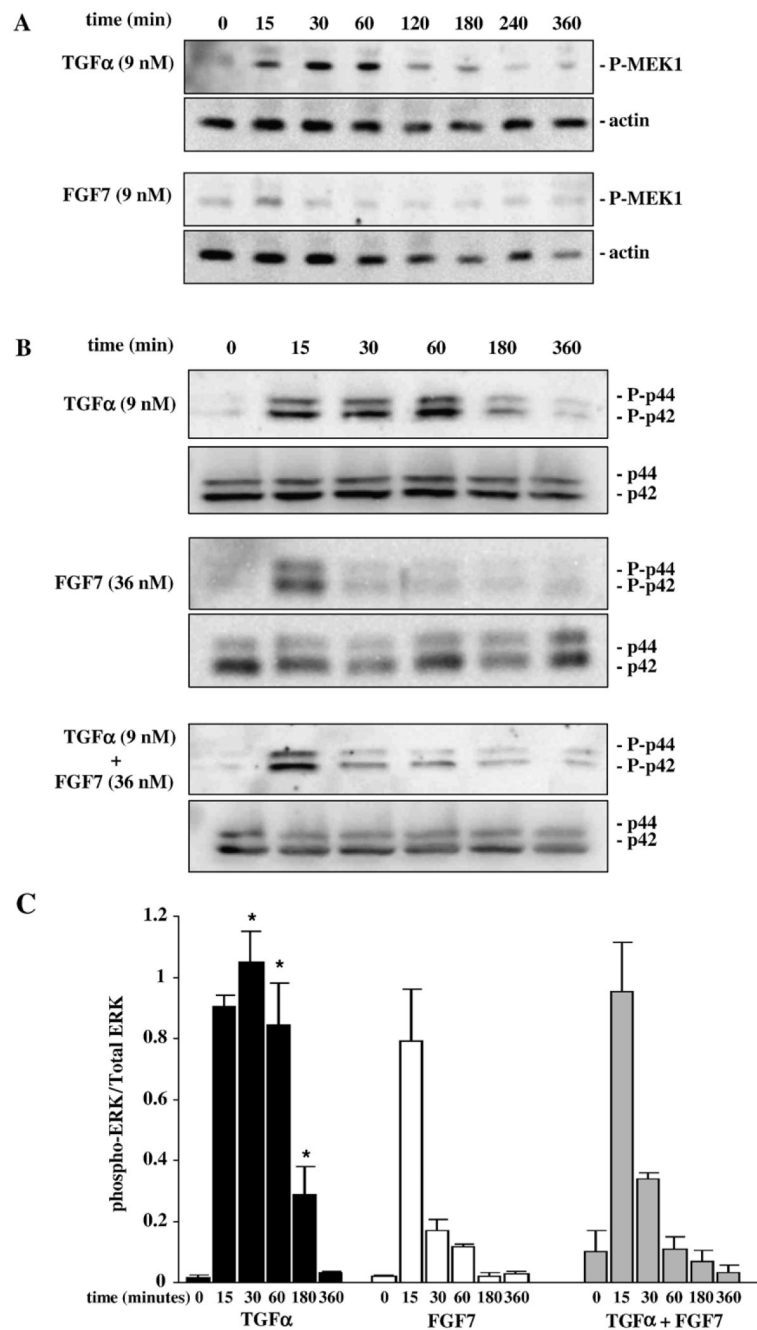 A
time (min) 0 15 30 60 120 180 240 360
TGFα (9 nM)
- P-MEK1
- actin
FGF7 (9 nM)
- P-MEK1
- actin
B
time (min) 0 15 30 60 180 360
TGFα (9 nM)
- P-p44
- P-p42
- p44
- p42
FGF7 (36 nM)
- P-p44
- P-p42
- p44
- p42
TGFα (9 nM)
+
FGF7 (36 nM)
- P-p44
- P-p42
- p44
- p42
C
phospho-ERK/Total ERK
1.2
1
0.8
0.6
0.4
0.2
0
* * *
time (minutes) 0 15 30 60 180 360 0 15 30 60 180 360 0 15 30 60 180 360
TGFα FGF7 TGFα + FGF7